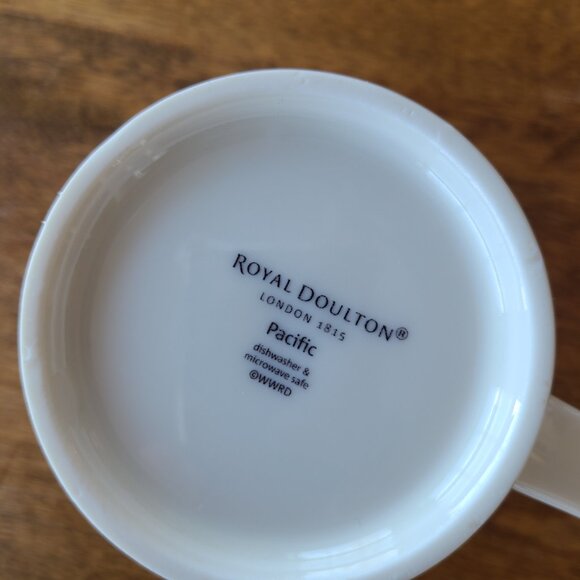 ROYAL DOULTON®
LONDON 1815
Pacific
dishwasher &
microwave safe
©WWRD